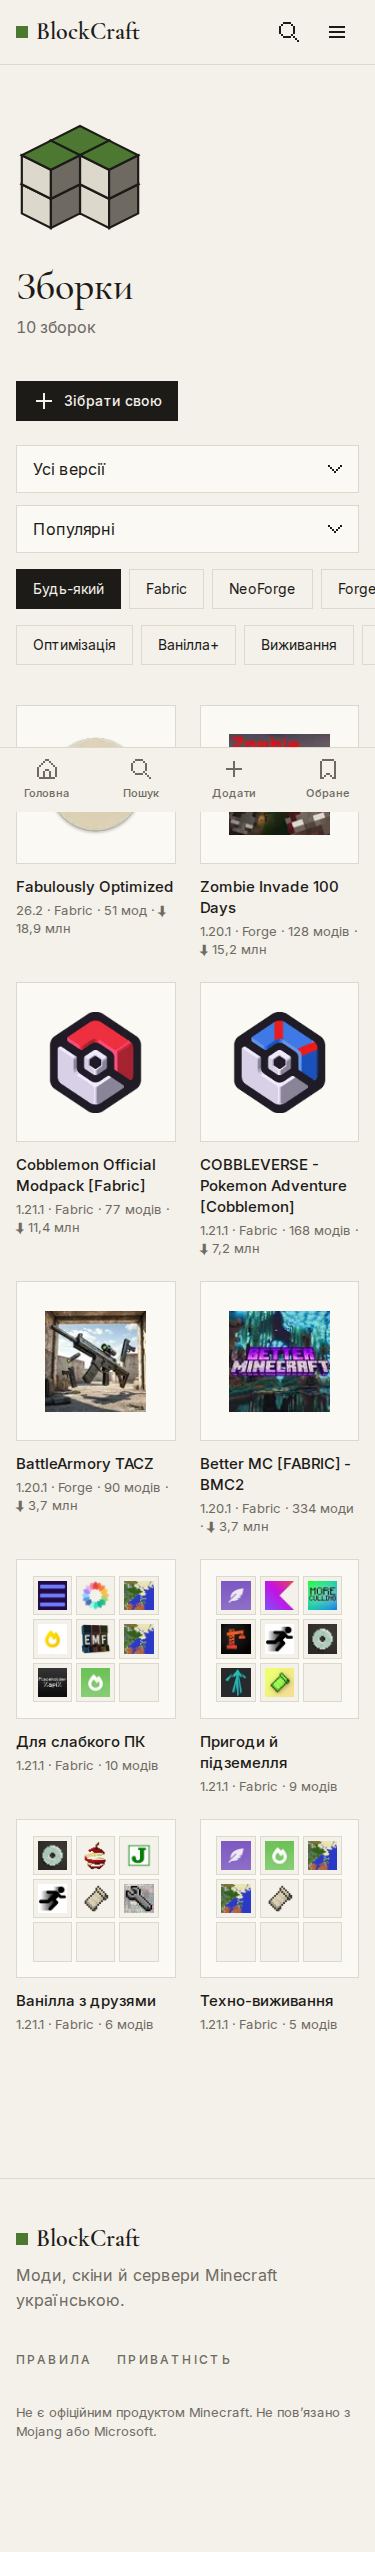 BlockCraft
Зборки
10 зборок
Зібрати свою
Усі версії
Популярні
Будь-який Fabric NeoForge Forge
Оптимізація Ванілла+ Виживання
Zombie
Головна Пошук Додати Обране
Fabulously Optimized
26.2 · Fabric · 51 мод · ⬇
18,9 млн
Zombie Invade 100
Days
1.20.1 · Forge · 128 модів ·
⬇ 15,2 млн
Cobblemon Official
Modpack [Fabric]
1.21.1 · Fabric · 77 модів ·
⬇ 11,4 млн
COBBLEVERSE -
Pokemon Adventure
[Cobblemon]
1.21.1 · Fabric · 168 модів ·
⬇ 7,2 млн
BETTER
MINECRAFT
BattleArmory TACZ
1.20.1 · Forge · 90 модів ·
⬇ 3,7 млн
Better MC [FABRIC] -
BMC2
1.20.1 · Fabric · 334 моди
· ⬇ 3,7 млн
EMF
MORE
CULLING
Для слабкого ПК
1.21.1 · Fabric · 10 модів
Пригоди й
підземелля
1.21.1 · Fabric · 9 модів
J
Ванілла з друзями
1.21.1 · Fabric · 6 модів
Техно-виживання
1.21.1 · Fabric · 5 модів
BlockCraft
Моди, скіни й сервери Minecraft
українською.
ПРАВИЛА ПРИВАТНІСТЬ
Не є офіційним продуктом Minecraft. Не пов’язано з
Mojang або Microsoft.